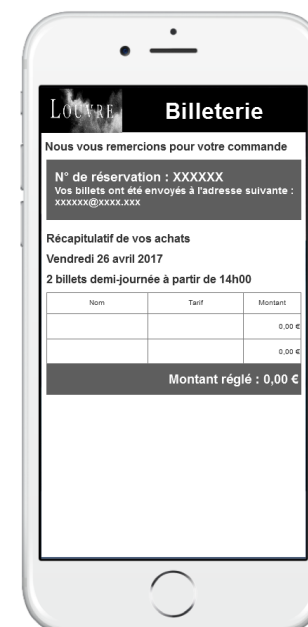 LOUVRE
Billeterie
Nous vous remercions pour votre commande
N° de réservation : XXXXXX
Vos billets ont été envoyés à l'adresse suivante :
xxxxxx@xxxx.xxx
Récapitulatif de vos achats
Vendredi 26 avril 2017
2 billets demi-journée à partir de 14h00
Nom Tarif Montant
0,00 €
0,00 €
Montant réglé : 0,00 €